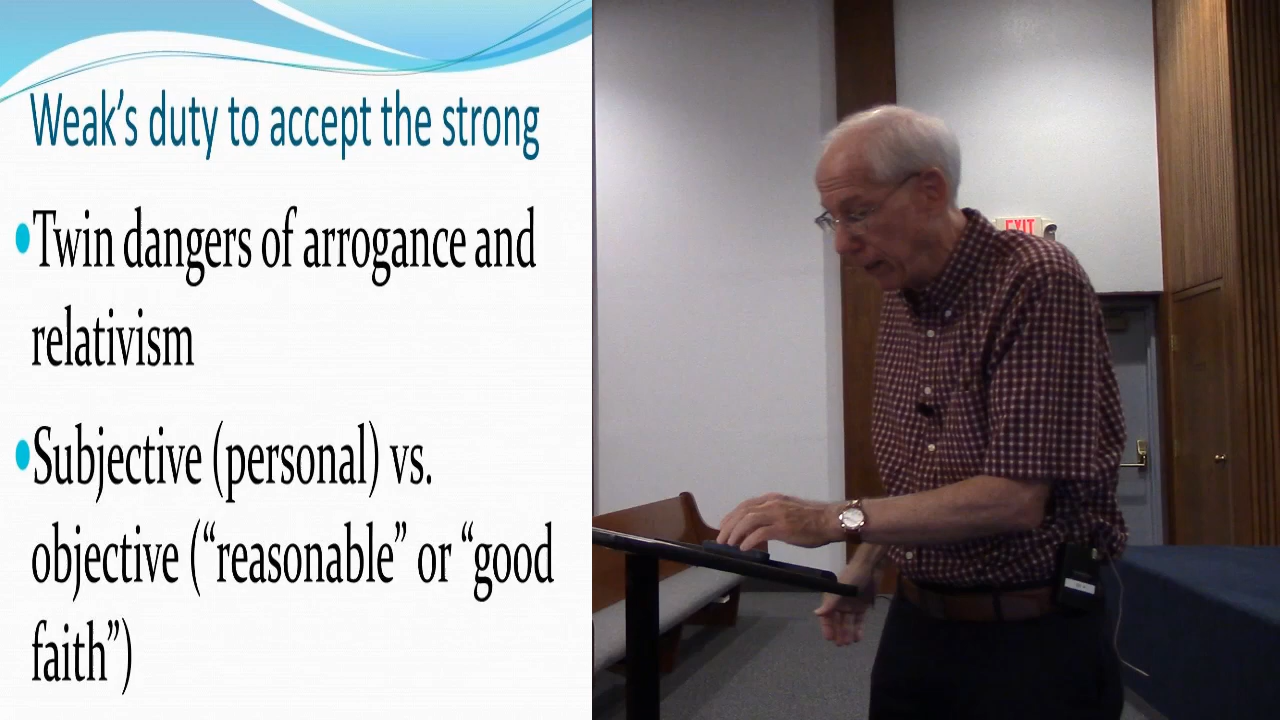 Weak’s duty to accept the strong
•Twin dangers of arrogance and
relativism
•Subjective (personal) vs.
objective (“reasonable” or “good
faith”)
EXIT